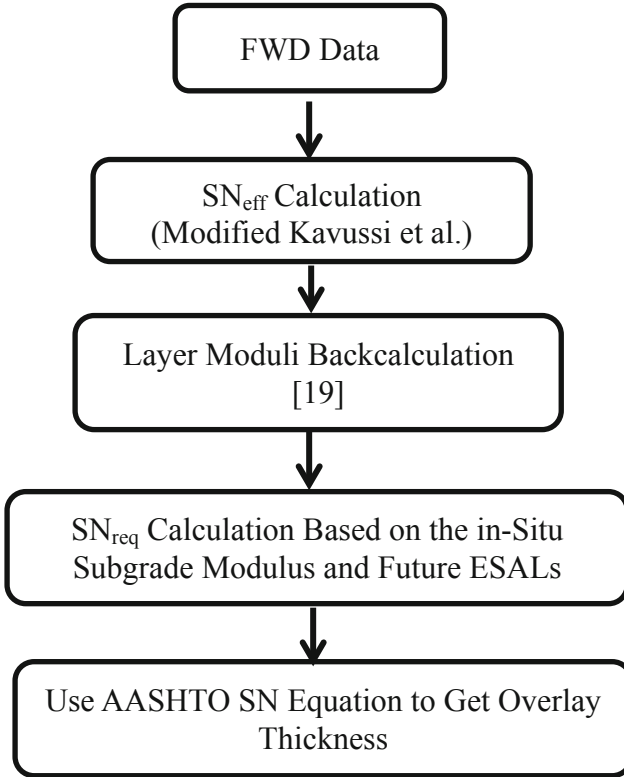 FWD Data
SNeff Calculation
(Modified Kavussi et al.)
Layer Moduli Backcalculation
[19]
SNreq Calculation Based on the in-Situ
Subgrade Modulus and Future ESALs
Use AASHTO SN Equation to Get Overlay
Thickness